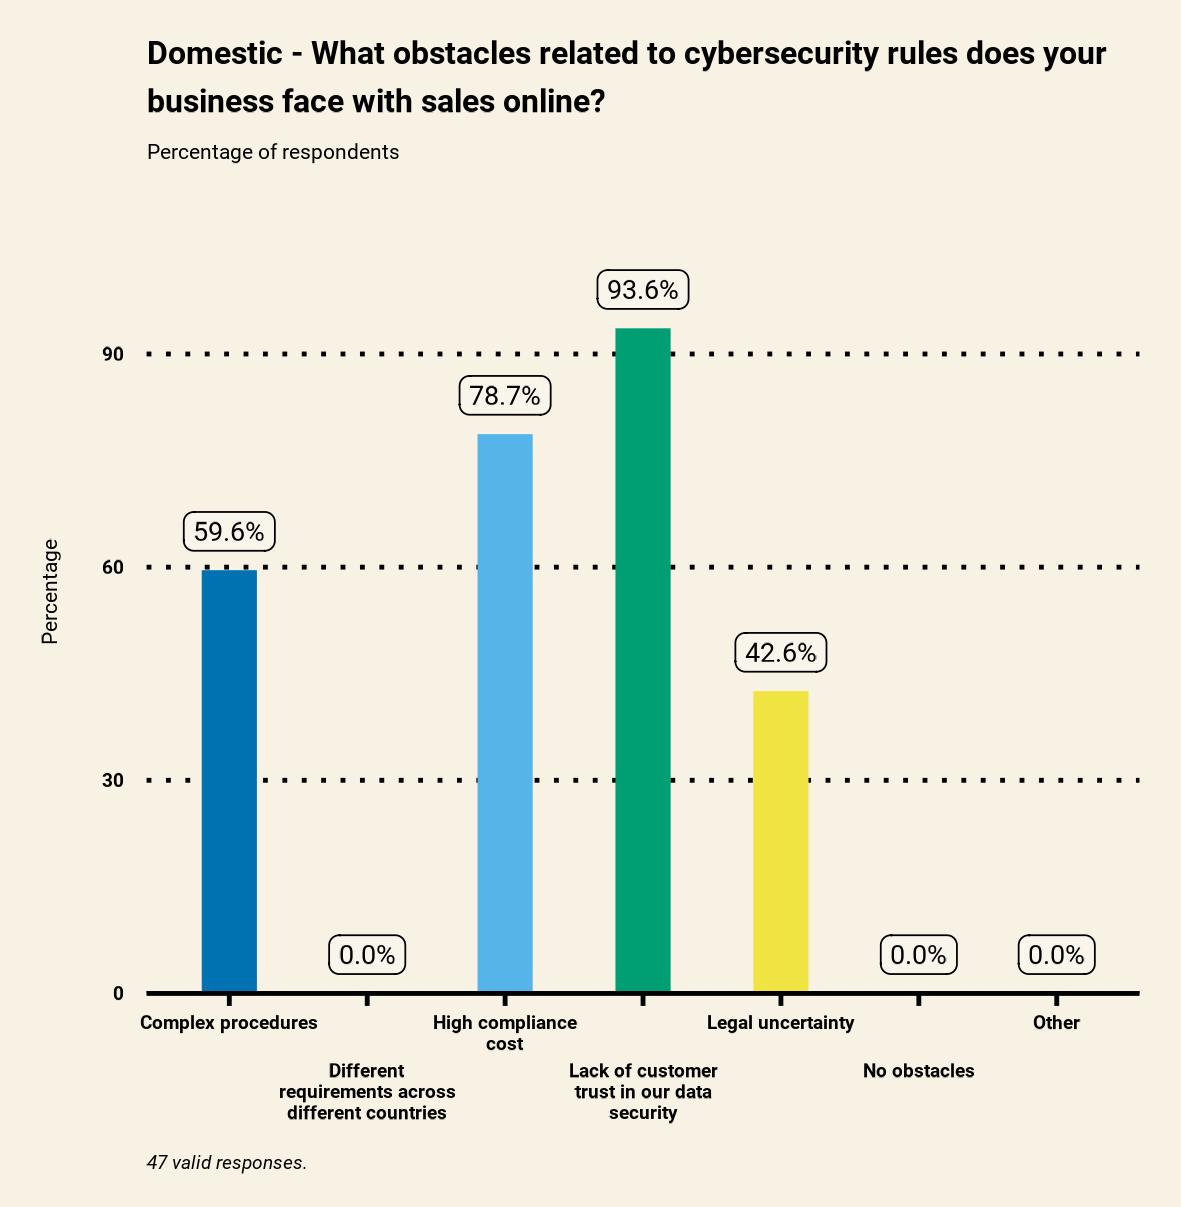 Domestic - What obstacles related to cybersecurity rules does your
business face with sales online?
Percentage of respondents
93.6%
90
78.7%
59.6%
60
Percentage
42.6%
30
0.0%
0.0%
0.0%
0
Complex procedures
High compliance
cost
Legal uncertainty
Other
Different
requirements across
different countries
Lack of customer
trust in our data
security
No obstacles
47 valid responses.